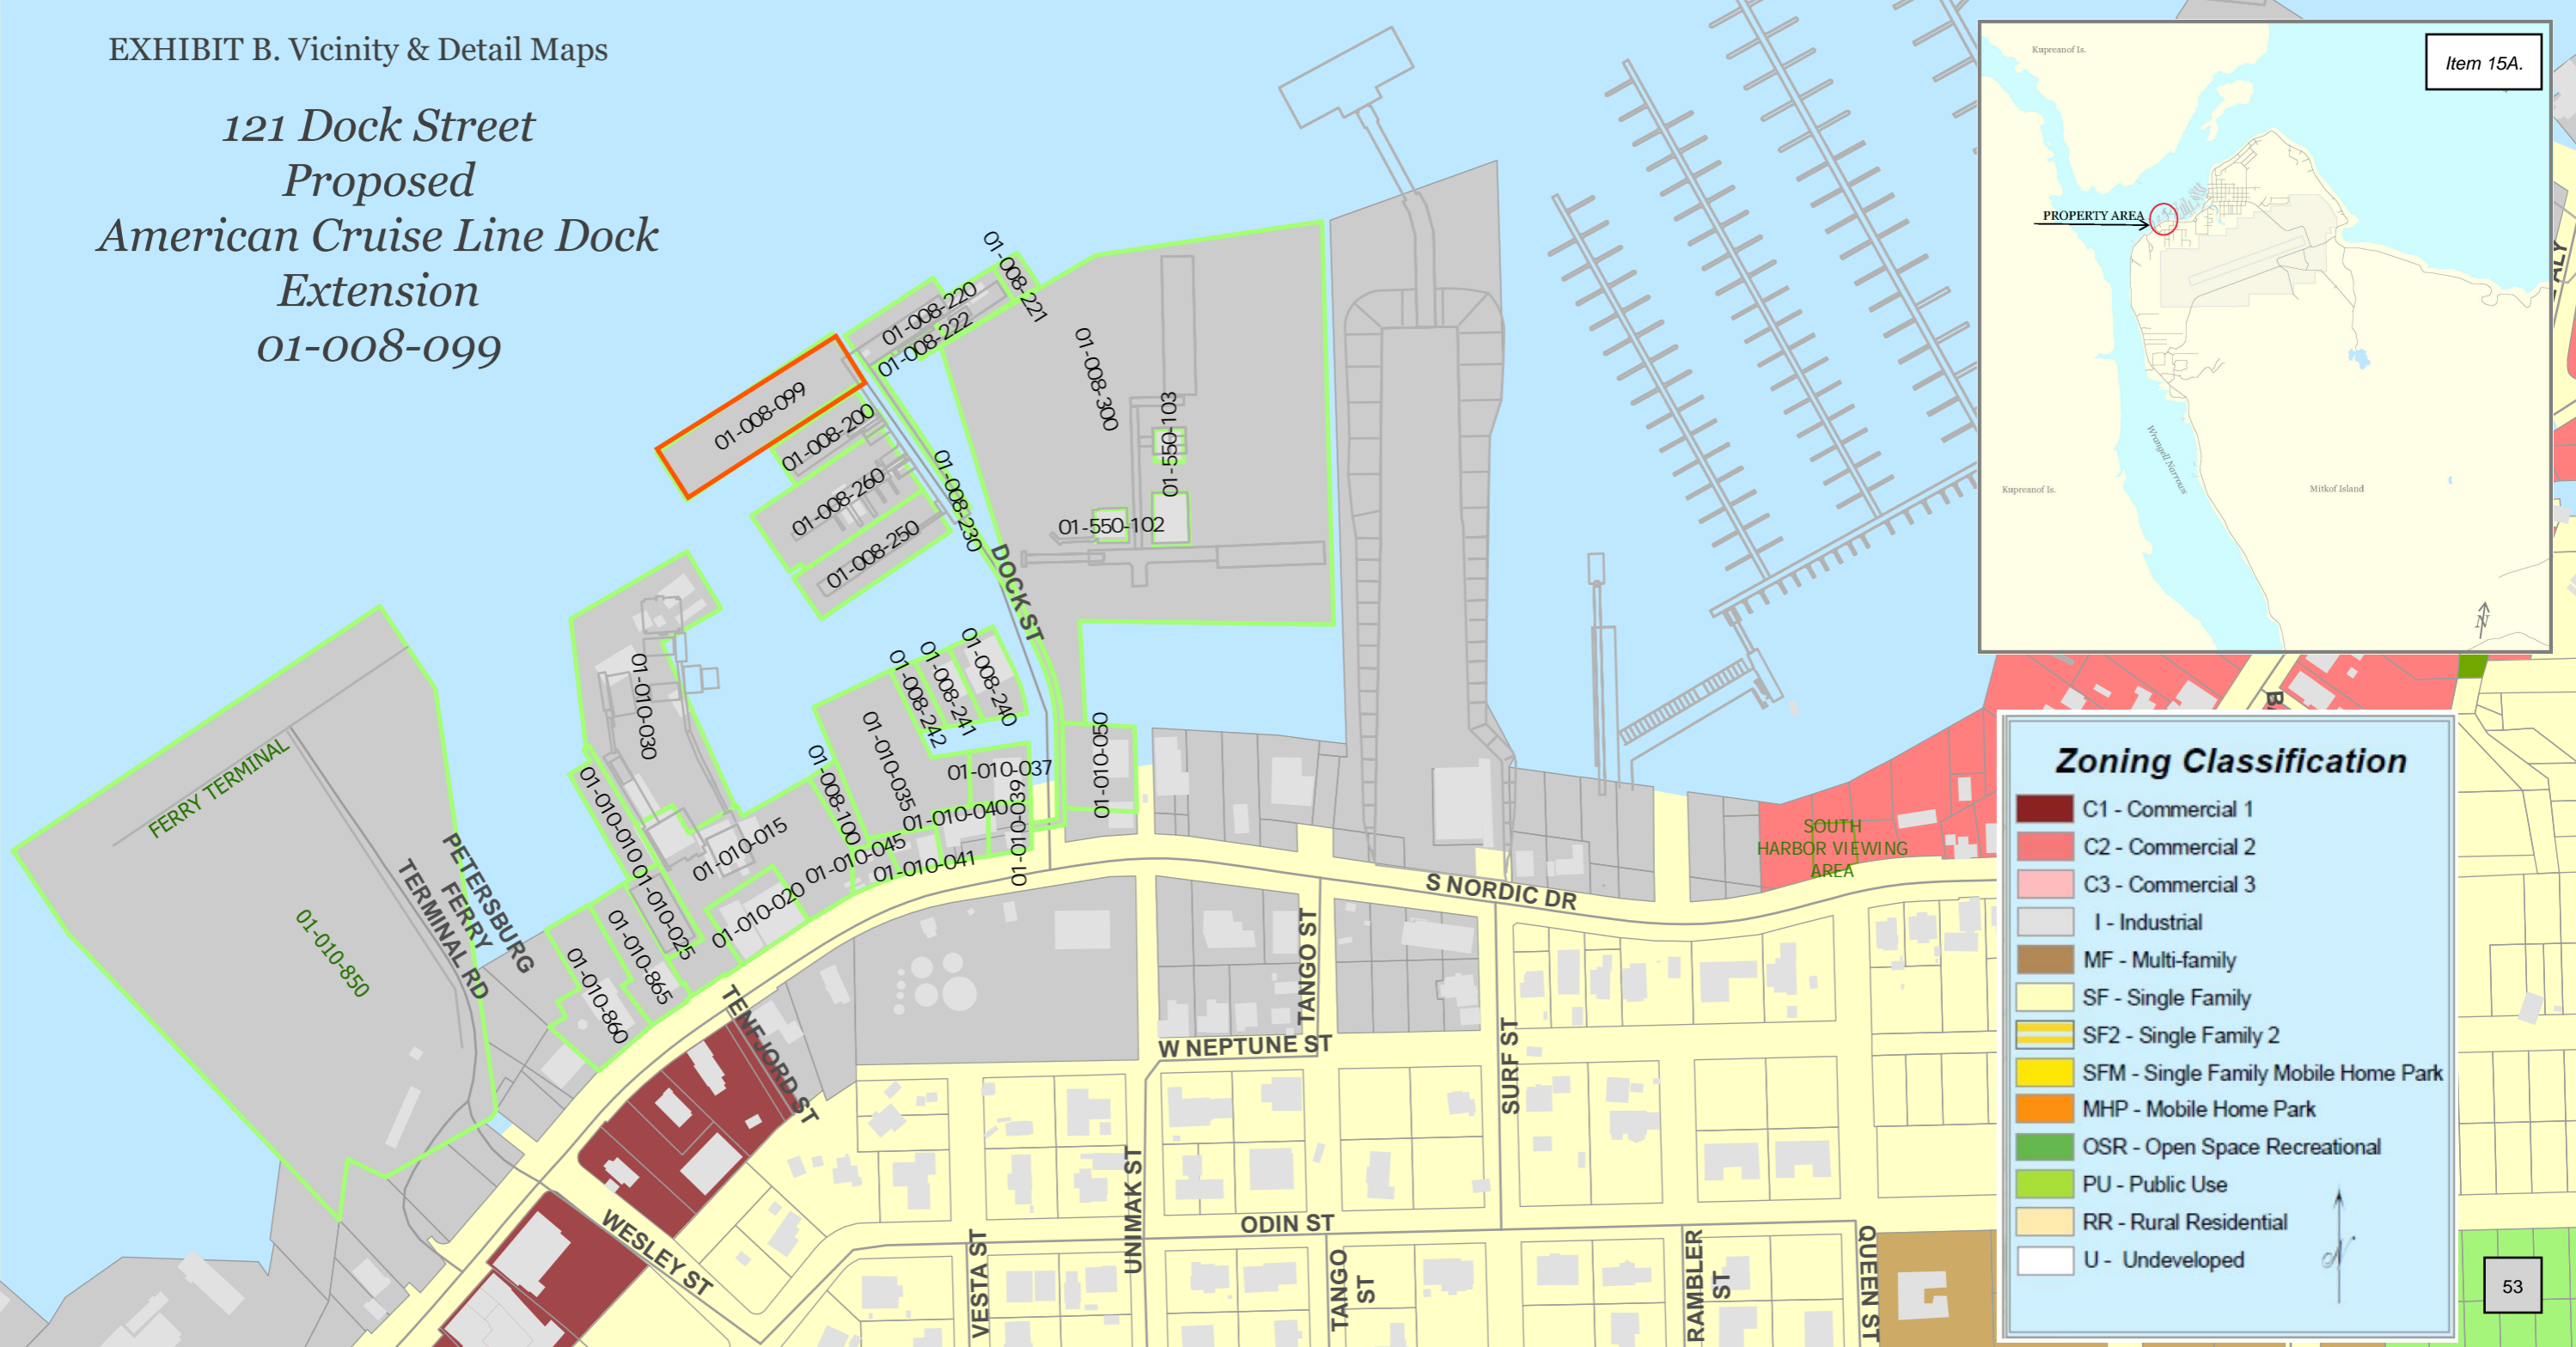 EXHIBIT B. Vicinity & Detail Maps
121 Dock Street
Proposed
American Cruise Line Dock
Extension
01-008-099
Item 15A.
Kupreanof Is.
PROPERTY AREA
Wrangell Narrows
Kupreanof Is.
Mitkof Island
N
01-008-221
01-008-220
01-008-222
01-008-099
01-008-200
01-008-260
01-008-250
01-008-230
01-008-300
01-550-103
01-550-102
DOCK ST
01-008-240
01-008-241
01-008-242
01-010-030
01-010-035
01-010-037
01-010-050
01-008-100
01-010-040
01-010-039
01-010-045
01-010-041
01-010-010
01-010-015
01-010-020
01-010-025
01-010-865
01-010-860
FERRY TERMINAL
01-010-850
PETERSBURG
FERRY
TERMINAL RD
SOUTH
HARBOR VIEWING
AREA
S NORDIC DR
TENFJORD ST
TANGO ST
W NEPTUNE ST
SURF ST
UNIMAK ST
WESLEY ST
ODIN ST
VESTA ST
TANGO
ST
RAMBLER
ST
QUEEN ST
Zoning Classification
C1 - Commercial 1
C2 - Commercial 2
C3 - Commercial 3
I - Industrial
MF - Multi-family
SF - Single Family
SF2 - Single Family 2
SFM - Single Family Mobile Home Park
MHP - Mobile Home Park
OSR - Open Space Recreational
PU - Public Use
RR - Rural Residential
U - Undeveloped
N
53